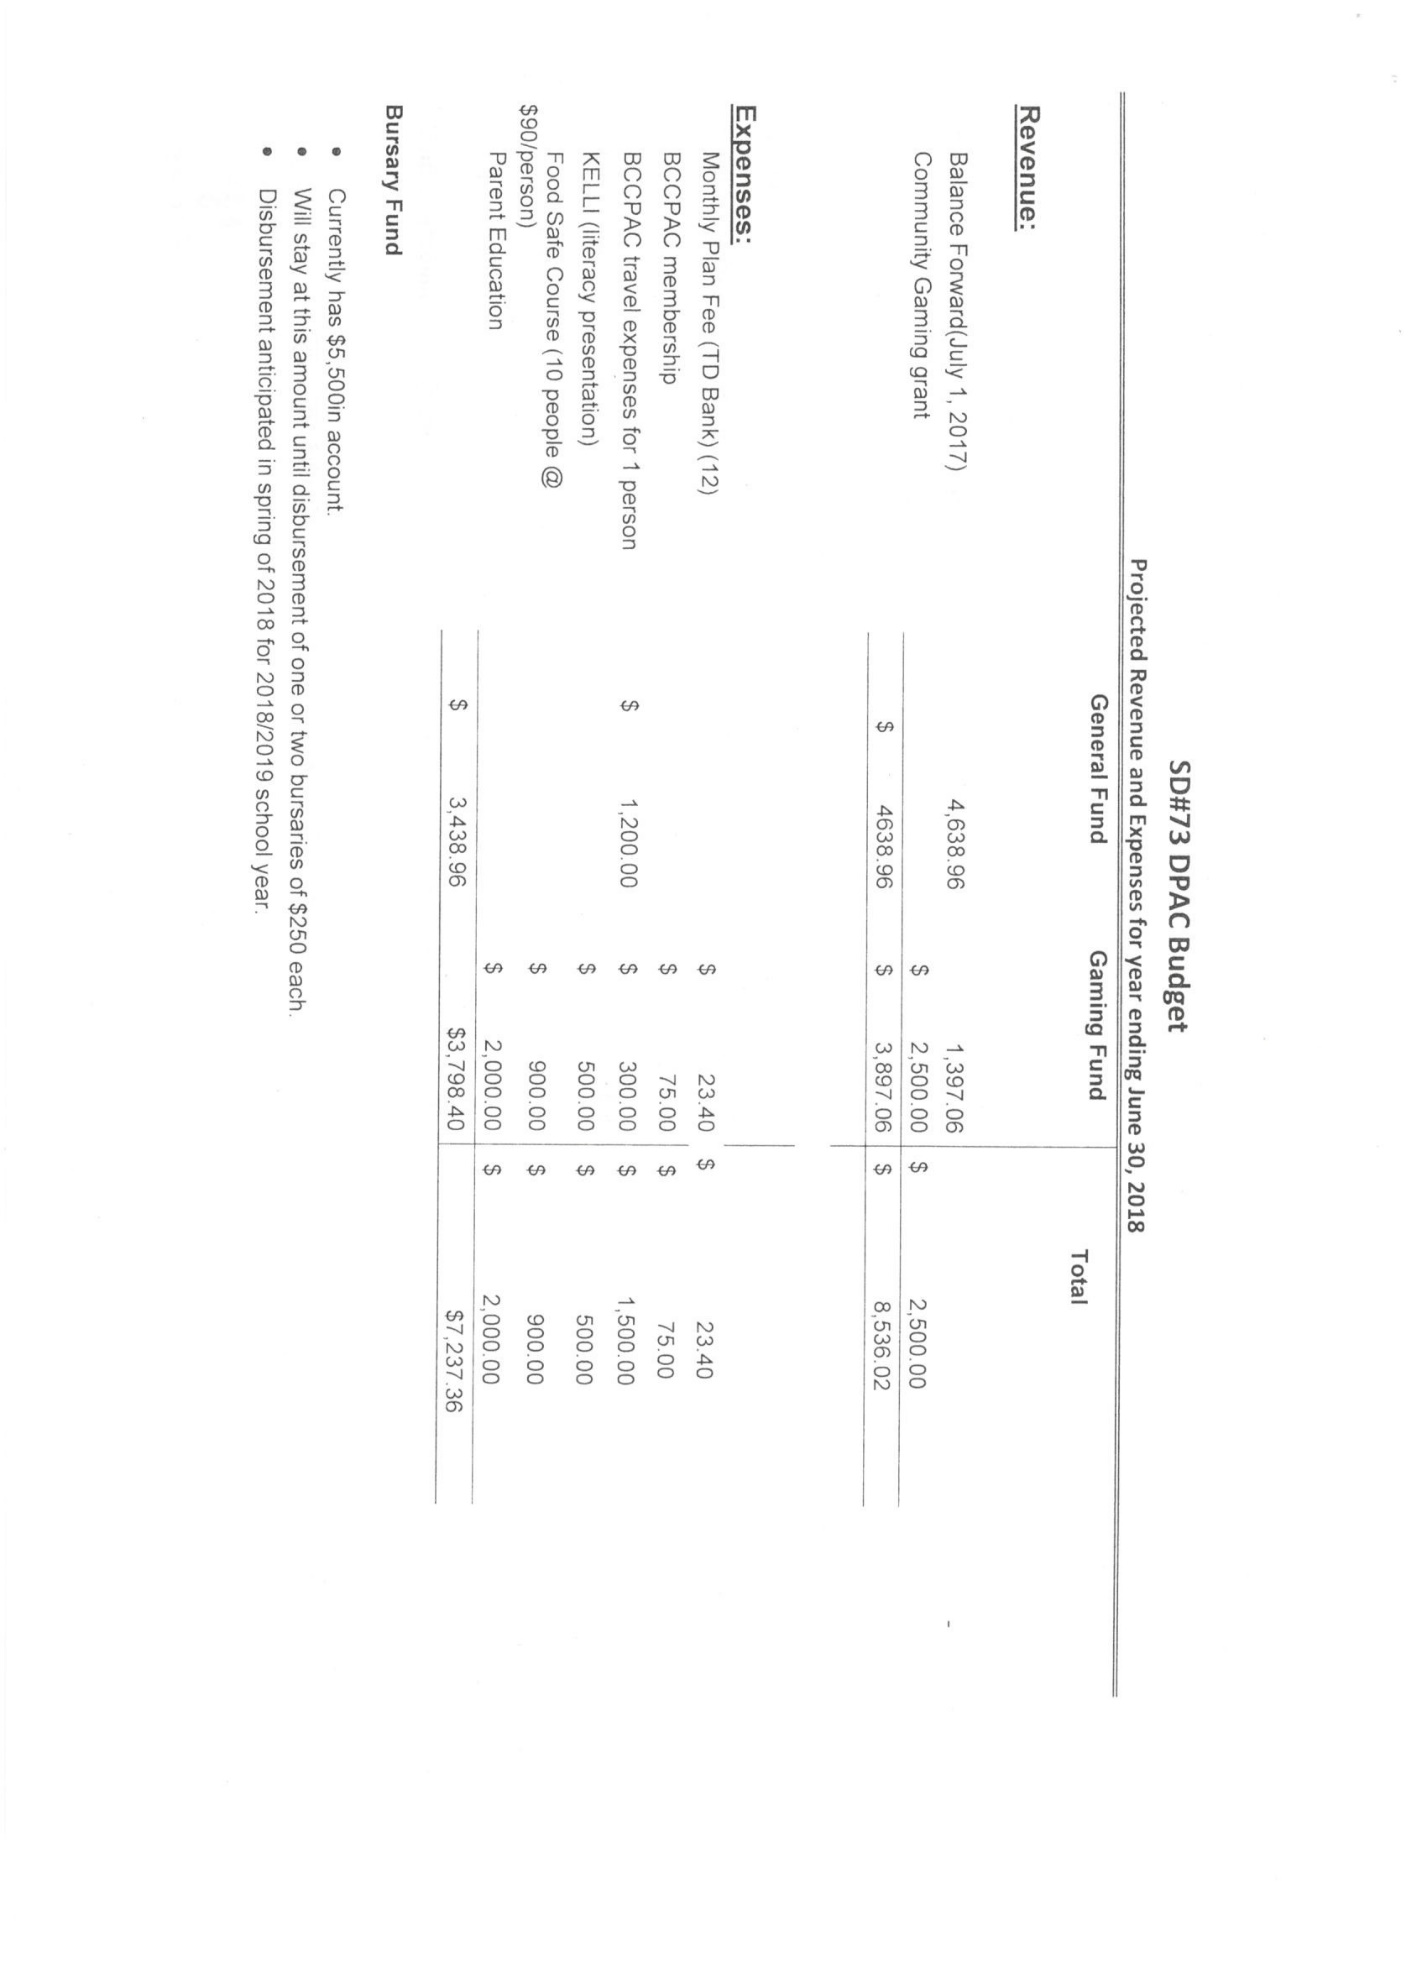 SD#73 DPAC Budget
Projected Revenue and Expenses for year ending June 30, 2018
General Fund Gaming Fund Total
Revenue:
Balance Forward(July 1, 2017) 4,638.96 1,397.06 -
Community Gaming grant $ 2,500.00 $ 2,500.00
$ 4638.96 $ 3,897.06 $ 8,536.02
Expenses:
Monthly Plan Fee (TD Bank) (12) $ 23.40 $ 23.40
BCCPAC membership $ 75.00 $ 75.00
BCCPAC travel expenses for 1 person $ 1,200.00 $ 300.00 $ 1,500.00
KELLI (literacy presentation) $ 500.00 $ 500.00
Food Safe Course (10 people @
$90/person) $ 900.00 $ 900.00
Parent Education $ 2,000.00 $ 2,000.00
$ 3,438.96 $3,798.40 $7,237.36
Bursary Fund
• Currently has $5,500in account.
• Will stay at this amount until disbursement of one or two bursaries of $250 each.
• Disbursement anticipated in spring of 2018 for 2018/2019 school year.